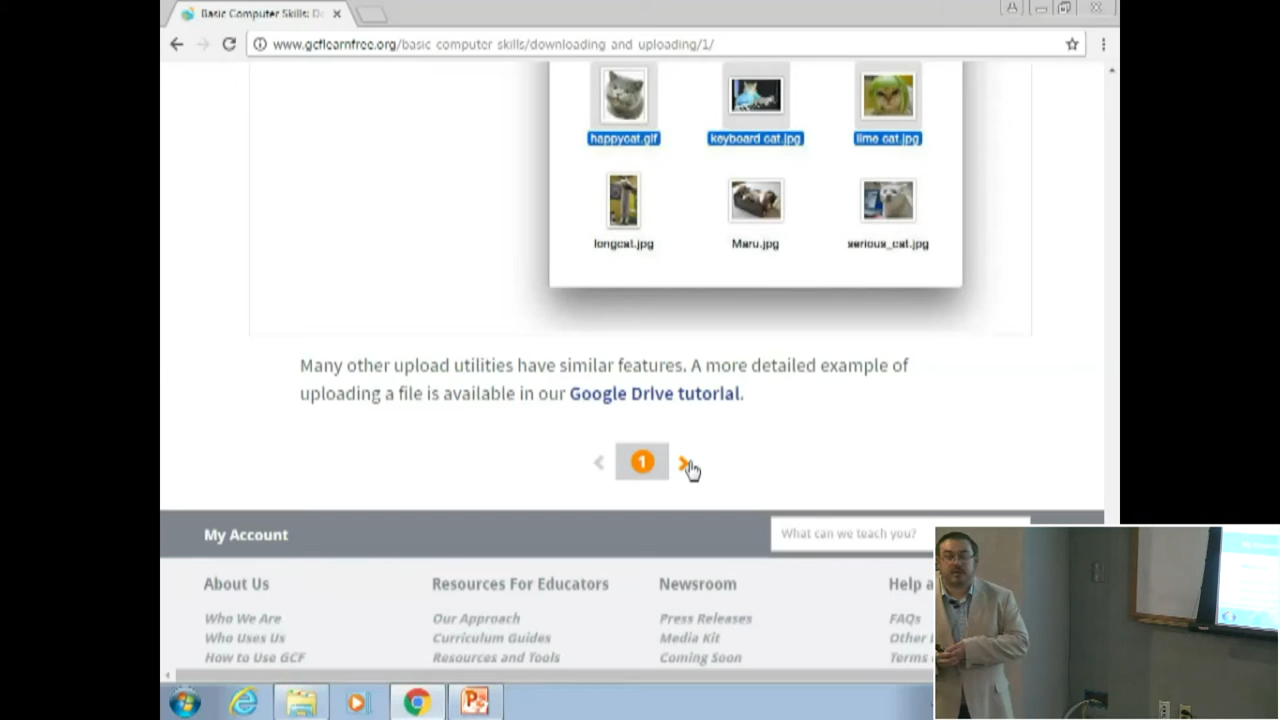 Basic Computer Skills: Do
www.gcflearnfree.org/basic computer skills/downloading and uploading/1/
happycat.gif
keyboard cat.jpg
lime cat.jpg
longcat.jpg
Maru.jpg
serious_cat.jpg
Many other upload utilities have similar features. A more detailed example of
uploading a file is available in our Google Drive tutorial.
1
My Account
What can we teach you?
About Us
Resources For Educators
Newsroom
Help a
Who We Are
Our Approach
Press Releases
FAQs
Who Uses Us
Curriculum Guides
Media Kit
Other
How to Use GCF
Resources and Tools
Coming Soon
Terms